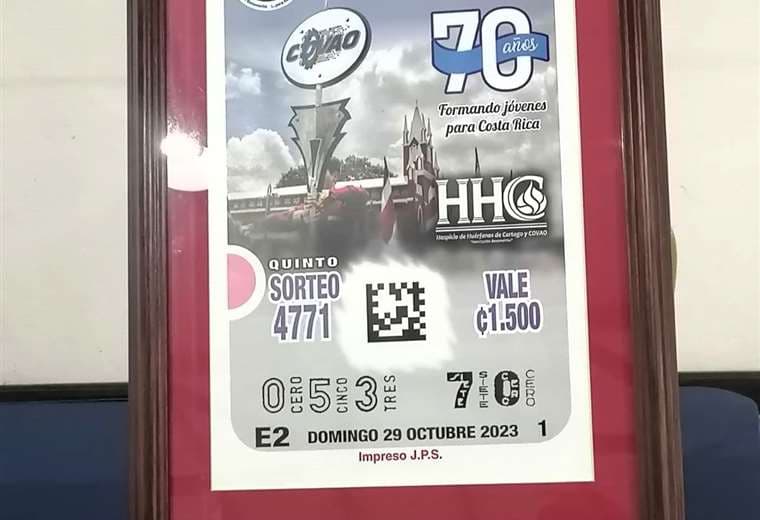 COVAO
70
años
Formando jóvenes
para Costa Rica
HHC
Hospicio de Huérfanos de Cartago y COVAO
QUINTO
SORTEO
4771
VALE
¢1.500
0 CERO 5 CINCO 3 TRES
7 SIETE 0 CERO
E2 DOMINGO 29 OCTUBRE 2023 1
Impreso J.P.S.